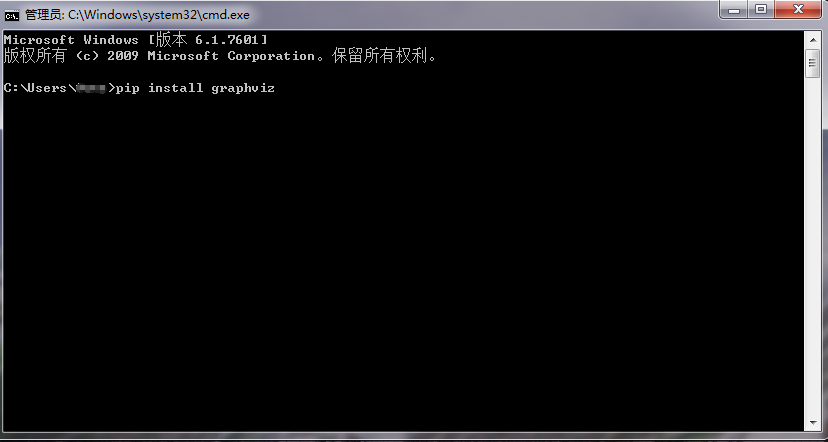 管理员: C:\Windows\system32\cmd.exe
Microsoft Windows [版本 6.1.7601]
版权所有 (c) 2009 Microsoft Corporation。保留所有权利。
C:\Users\ >pip install graphviz